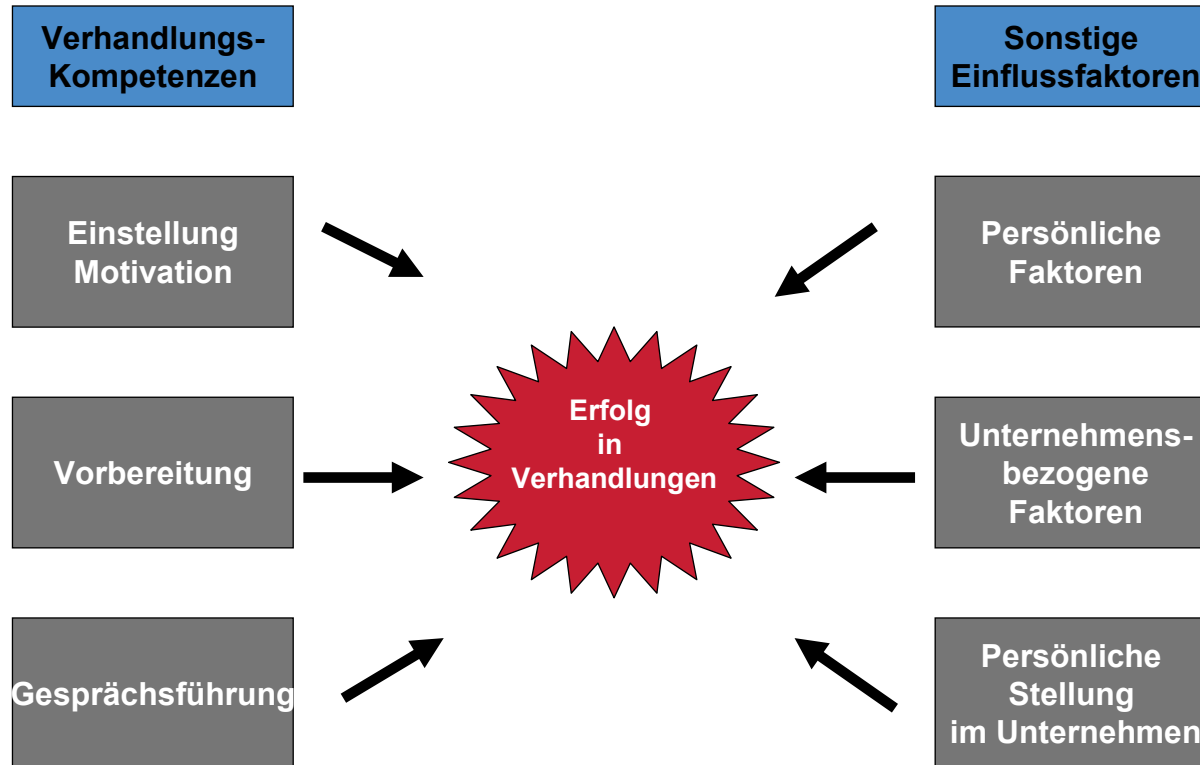 Verhandlungs-
Kompetenzen
Sonstige
Einflussfaktoren
Einstellung
Motivation
Persönliche
Faktoren
Erfolg
in
Verhandlungen
Vorbereitung
Unternehmens-
bezogene
Faktoren
Gesprächsführung
Persönliche
Stellung
im Unternehmen